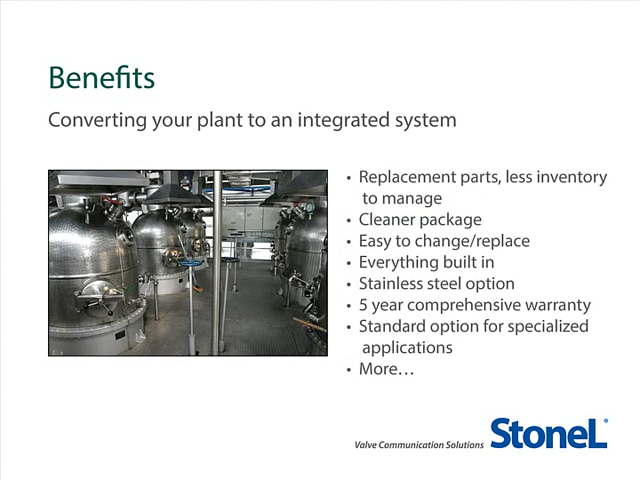 Benefits
Converting your plant to an integrated system
• Replacement parts, less inventory
to manage
• Cleaner package
• Easy to change/replace
• Everything built in
• Stainless steel option
• 5 year comprehensive warranty
• Standard option for specialized
applications
• More…
Valve Communication Solutions StoneL®